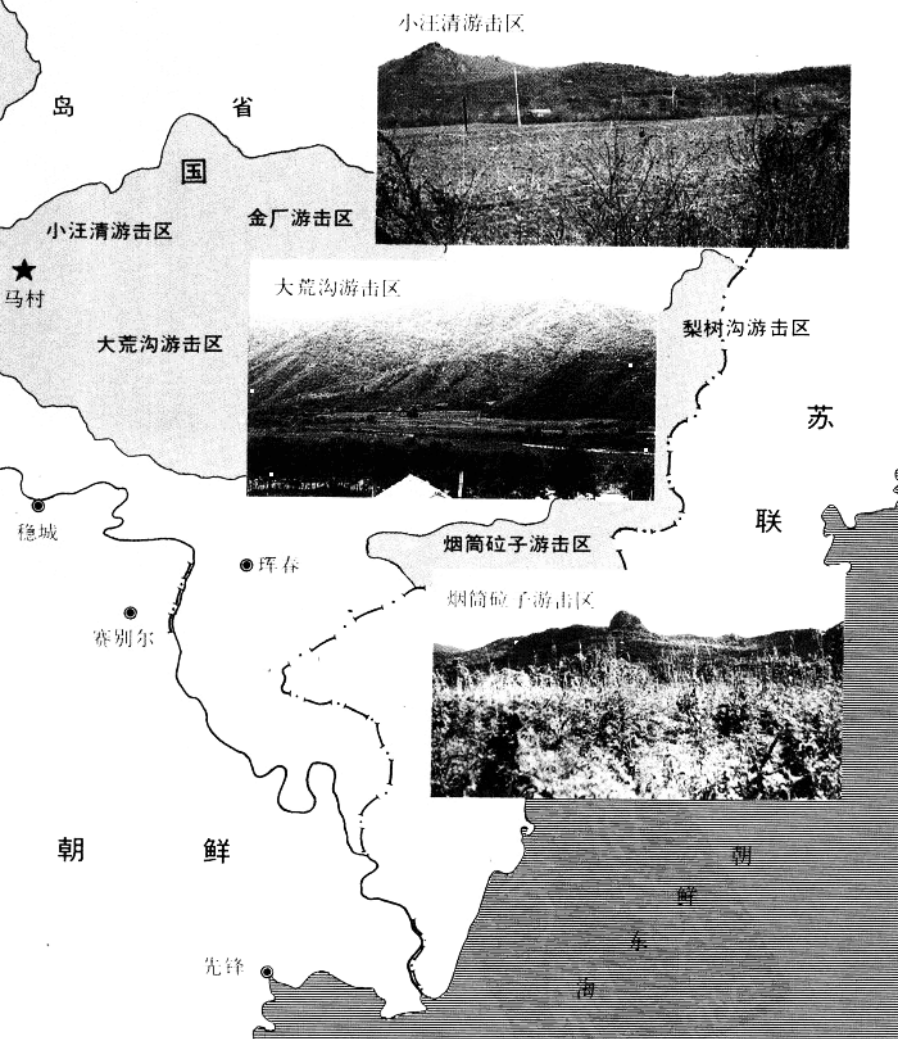 小汪清游击区
岛 省
国
小汪清游击区
金厂游击区
马村
大荒沟游击区
大荒沟游击区
梨树沟游击区
苏
联
稳城
珲春
烟筒砬子游击区
赛别尔
烟筒砬子游击区
朝 鲜
朝
鲜
东
海
先锋